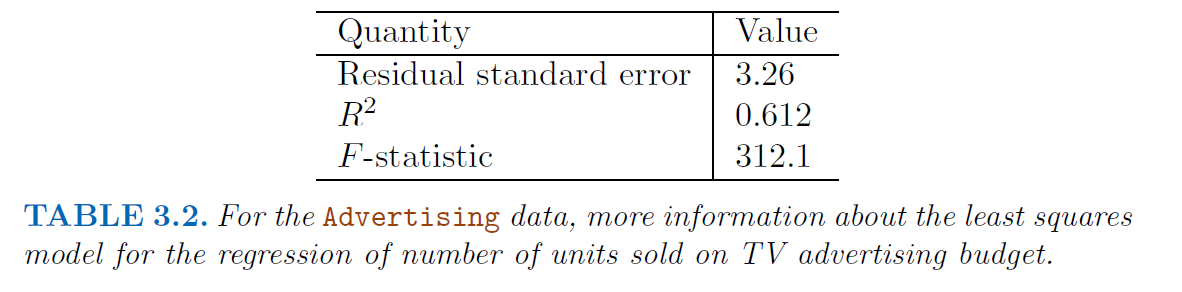 Quantity Value
Residual standard error 3.26
R² 0.612
F-statistic 312.1
TABLE 3.2. For the Advertising data, more information about the least squares
model for the regression of number of units sold on TV advertising budget.